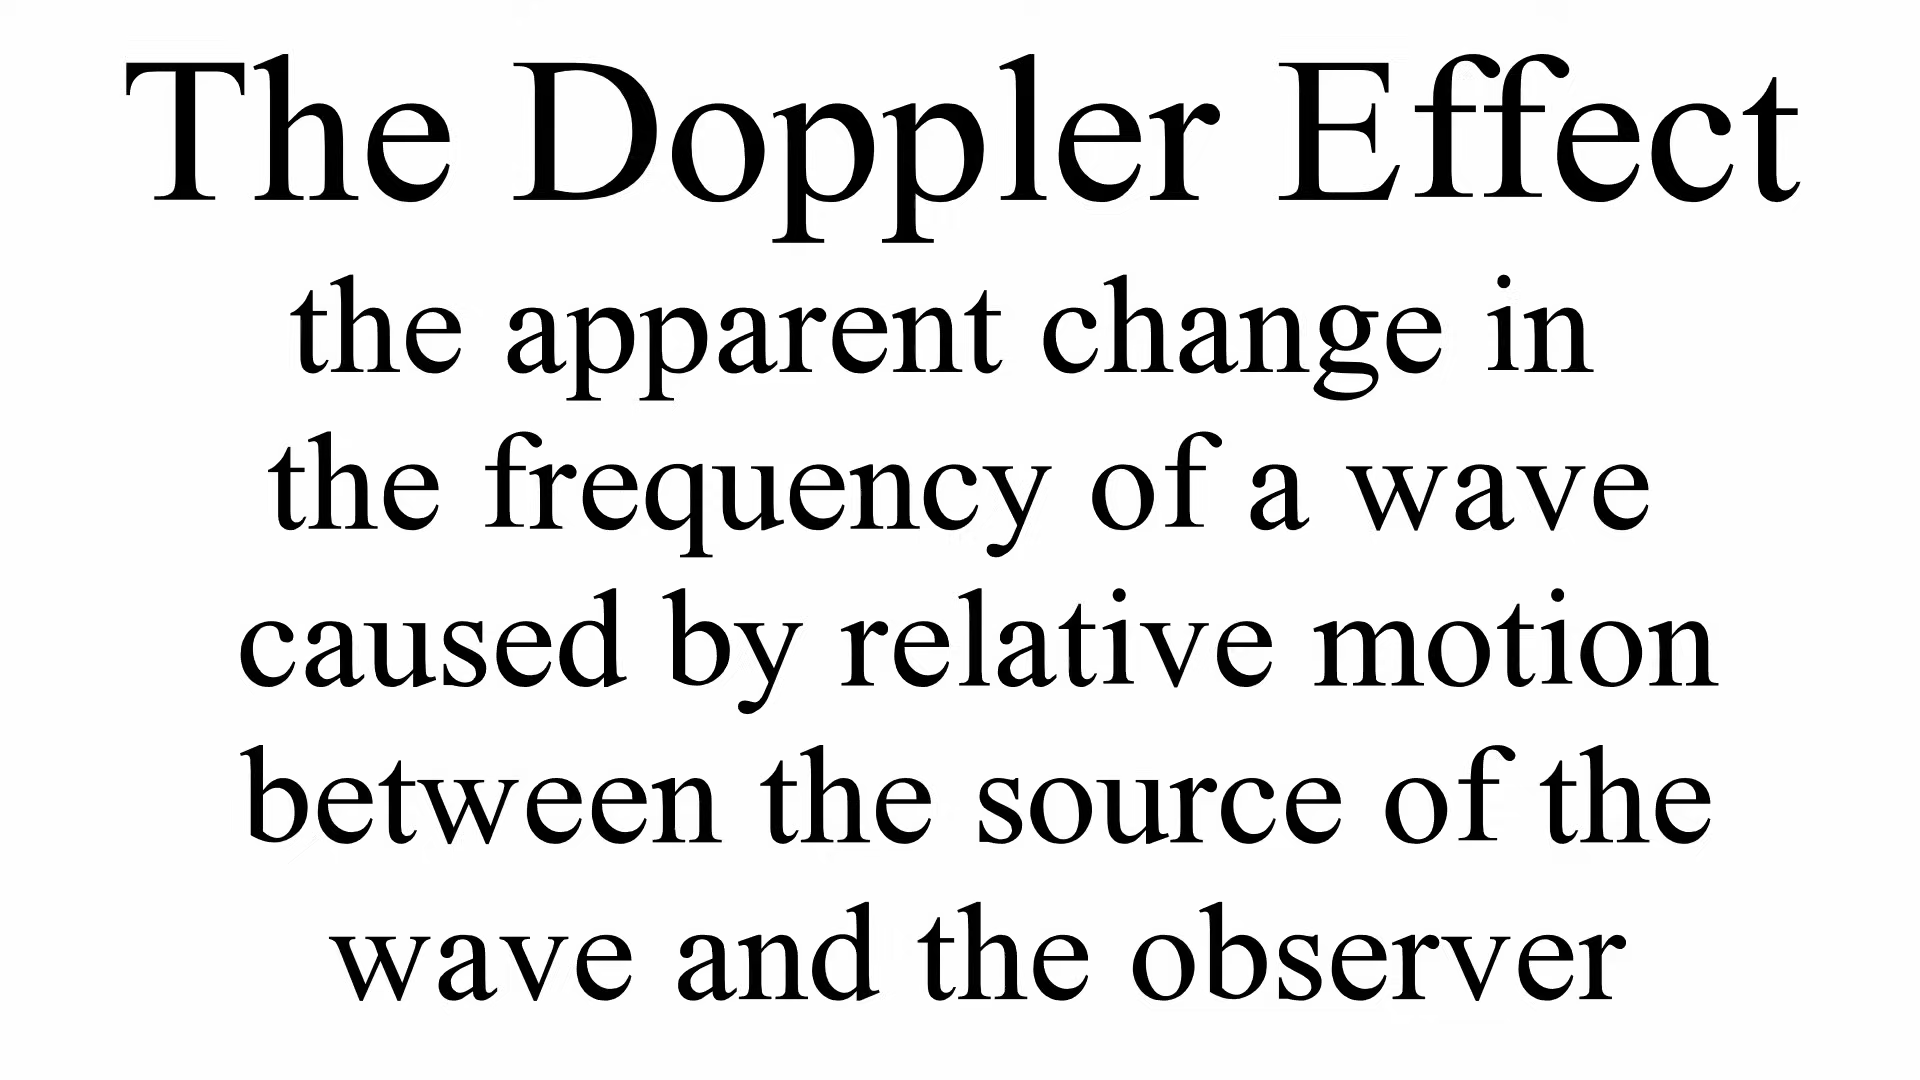 The Doppler Effect
the apparent change in
the frequency of a wave
caused by relative motion
between the source of the
wave and the observer